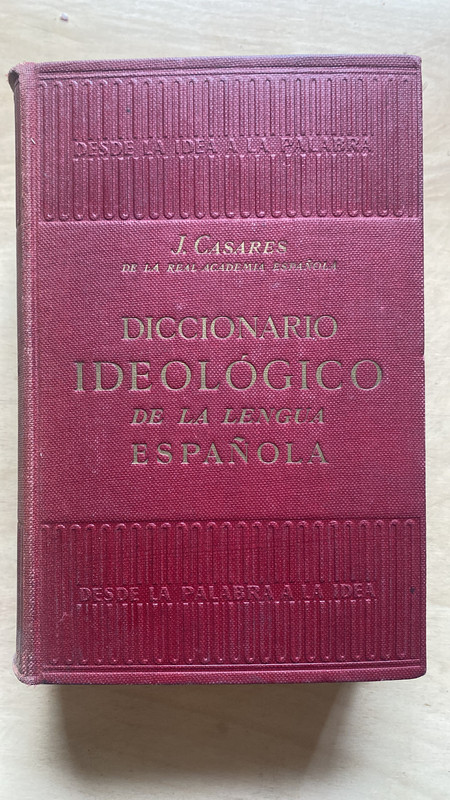 DESDE LA IDEA A LA PALABRA
J. CASARES
DE LA REAL ACADEMIA ESPAÑOLA
DICCIONARIO
IDEOLÓGICO
DE LA LENGUA
ESPAÑOLA
DESDE LA PALABRA A LA IDEA